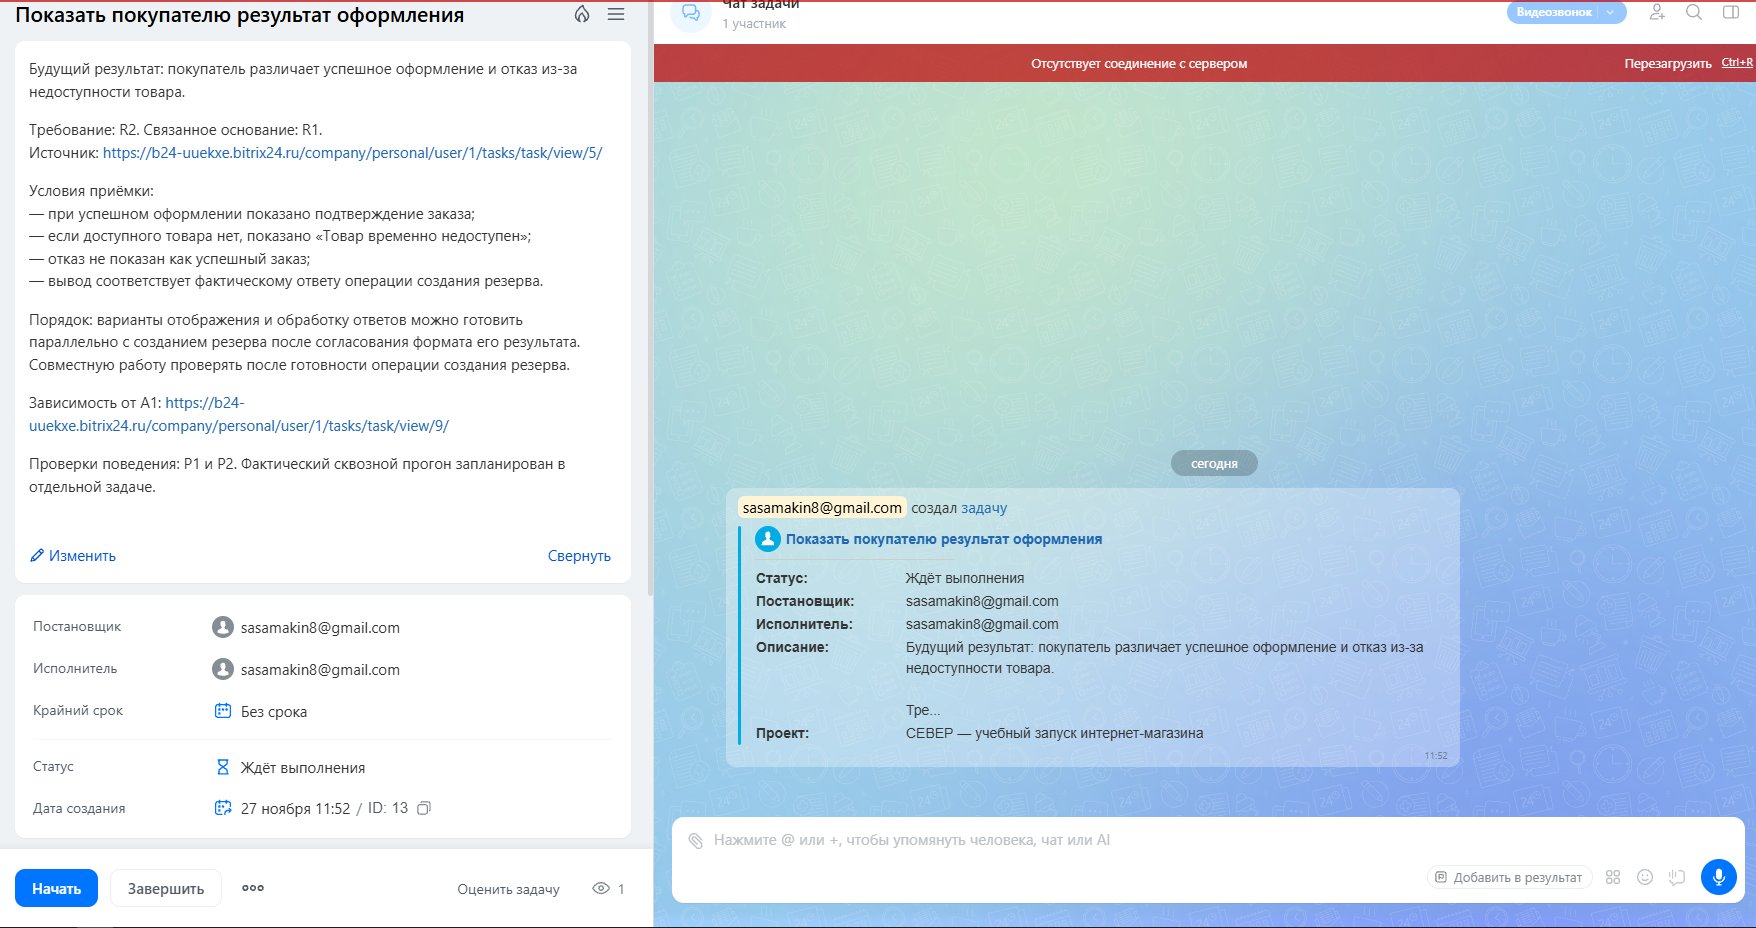 Показать покупателю результат оформления
Будущий результат: покупатель различает успешное оформление и отказ из-за
недоступности товара.
Требование: R2. Связанное основание: R1.
Источник: https://b24-uuekxe.bitrix24.ru/company/personal/user/1/tasks/task/view/5/
Условия приёмки:
— при успешном оформлении показано подтверждение заказа;
— если доступного товара нет, показано «Товар временно недоступен»;
— отказ не показан как успешный заказ;
— вывод соответствует фактическому ответу операции создания резерва.
Порядок: варианты отображения и обработку ответов можно готовить
параллельно с созданием резерва после согласования формата его результата.
Совместную работу проверять после готовности операции создания резерва.
Зависимость от A1: https://b24-
uuekxe.bitrix24.ru/company/personal/user/1/tasks/task/view/9/
Проверки поведения: P1 и P2. Фактический сквозной прогон запланирован в
отдельной задаче.
Изменить
Свернуть
Постановщик
sasamakin8@gmail.com
Исполнитель
sasamakin8@gmail.com
Крайний срок
Без срока
Статус
Ждёт выполнения
Дата создания
27 ноября 11:52 / ID: 13
Начать
Завершить
Оценить задачу
1
Чат задачи
1 участник
Видеозвонок
Отсутствует соединение с сервером
Перезагрузить Ctrl+R
сегодня
sasamakin8@gmail.com создал задачу
Показать покупателю результат оформления
Статус: Ждёт выполнения
Постановщик: sasamakin8@gmail.com
Исполнитель: sasamakin8@gmail.com
Описание: Будущий результат: покупатель различает успешное оформление и отказ из-за
недоступности товара.
Тре...
Проект: СЕВЕР — учебный запуск интернет-магазина
11:52
Нажмите @ или +, чтобы упомянуть человека, чат или AI
Добавить в результат